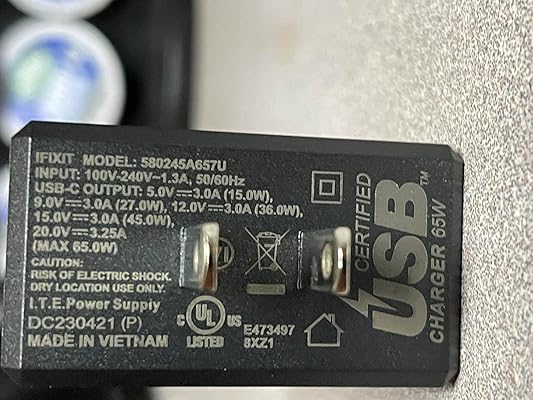 IFIXIT MODEL: 580245A657U
INPUT: 100V-240V~1.3A, 50/60Hz
USB-C OUTPUT: 5.0V⎓3.0A (15.0W),
9.0V⎓3.0A (27.0W), 12.0V⎓3.0A (36.0W),
15.0V⎓3.0A (45.0W),
20.0V⎓3.25A
(MAX 65.0W)
CAUTION:
RISK OF ELECTRIC SHOCK.
DRY LOCATION USE ONLY.
I.T.E.Power Supply
DC230421 (P)
MADE IN VIETNAM
C UL US
LISTED
E473497
8XZ1
CERTIFIED
USB™
CHARGER 65W